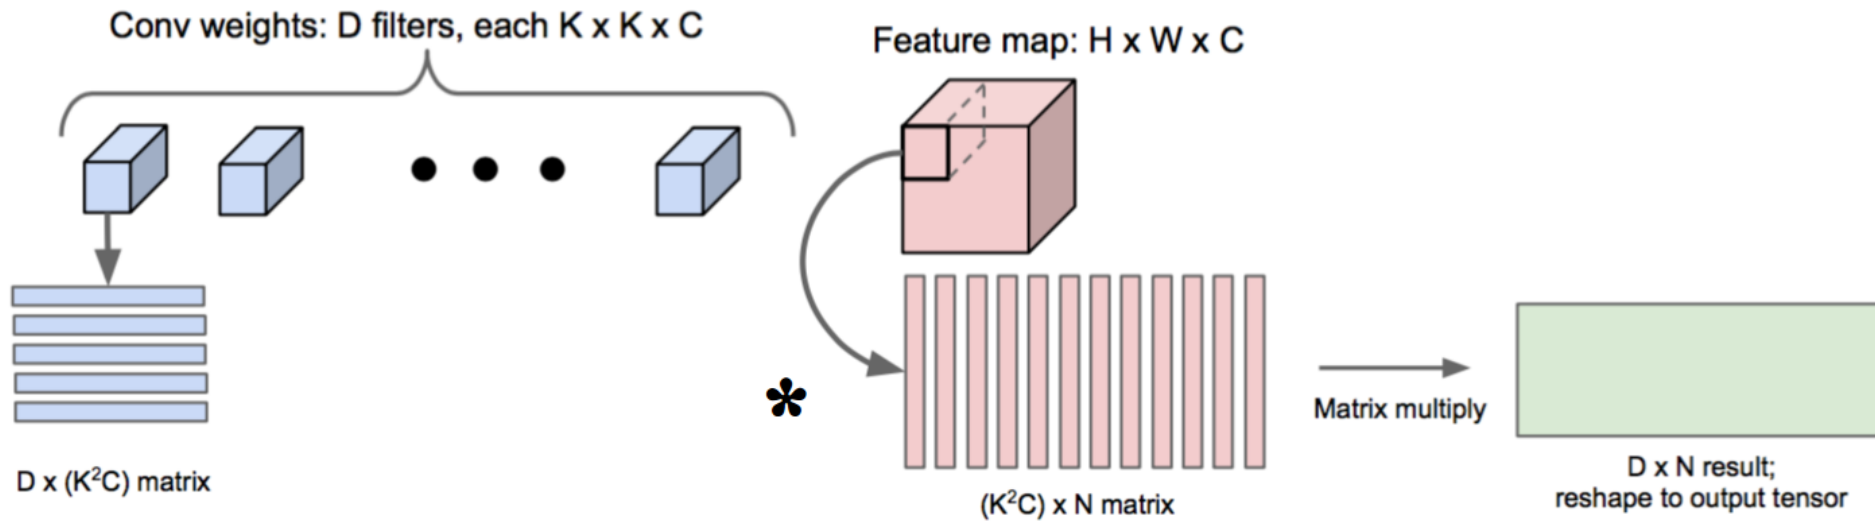 Conv weights: D filters, each K x K x C
Feature map: H x W x C
*
Matrix multiply
D x (K²C) matrix
(K²C) x N matrix
D x N result;
reshape to output tensor